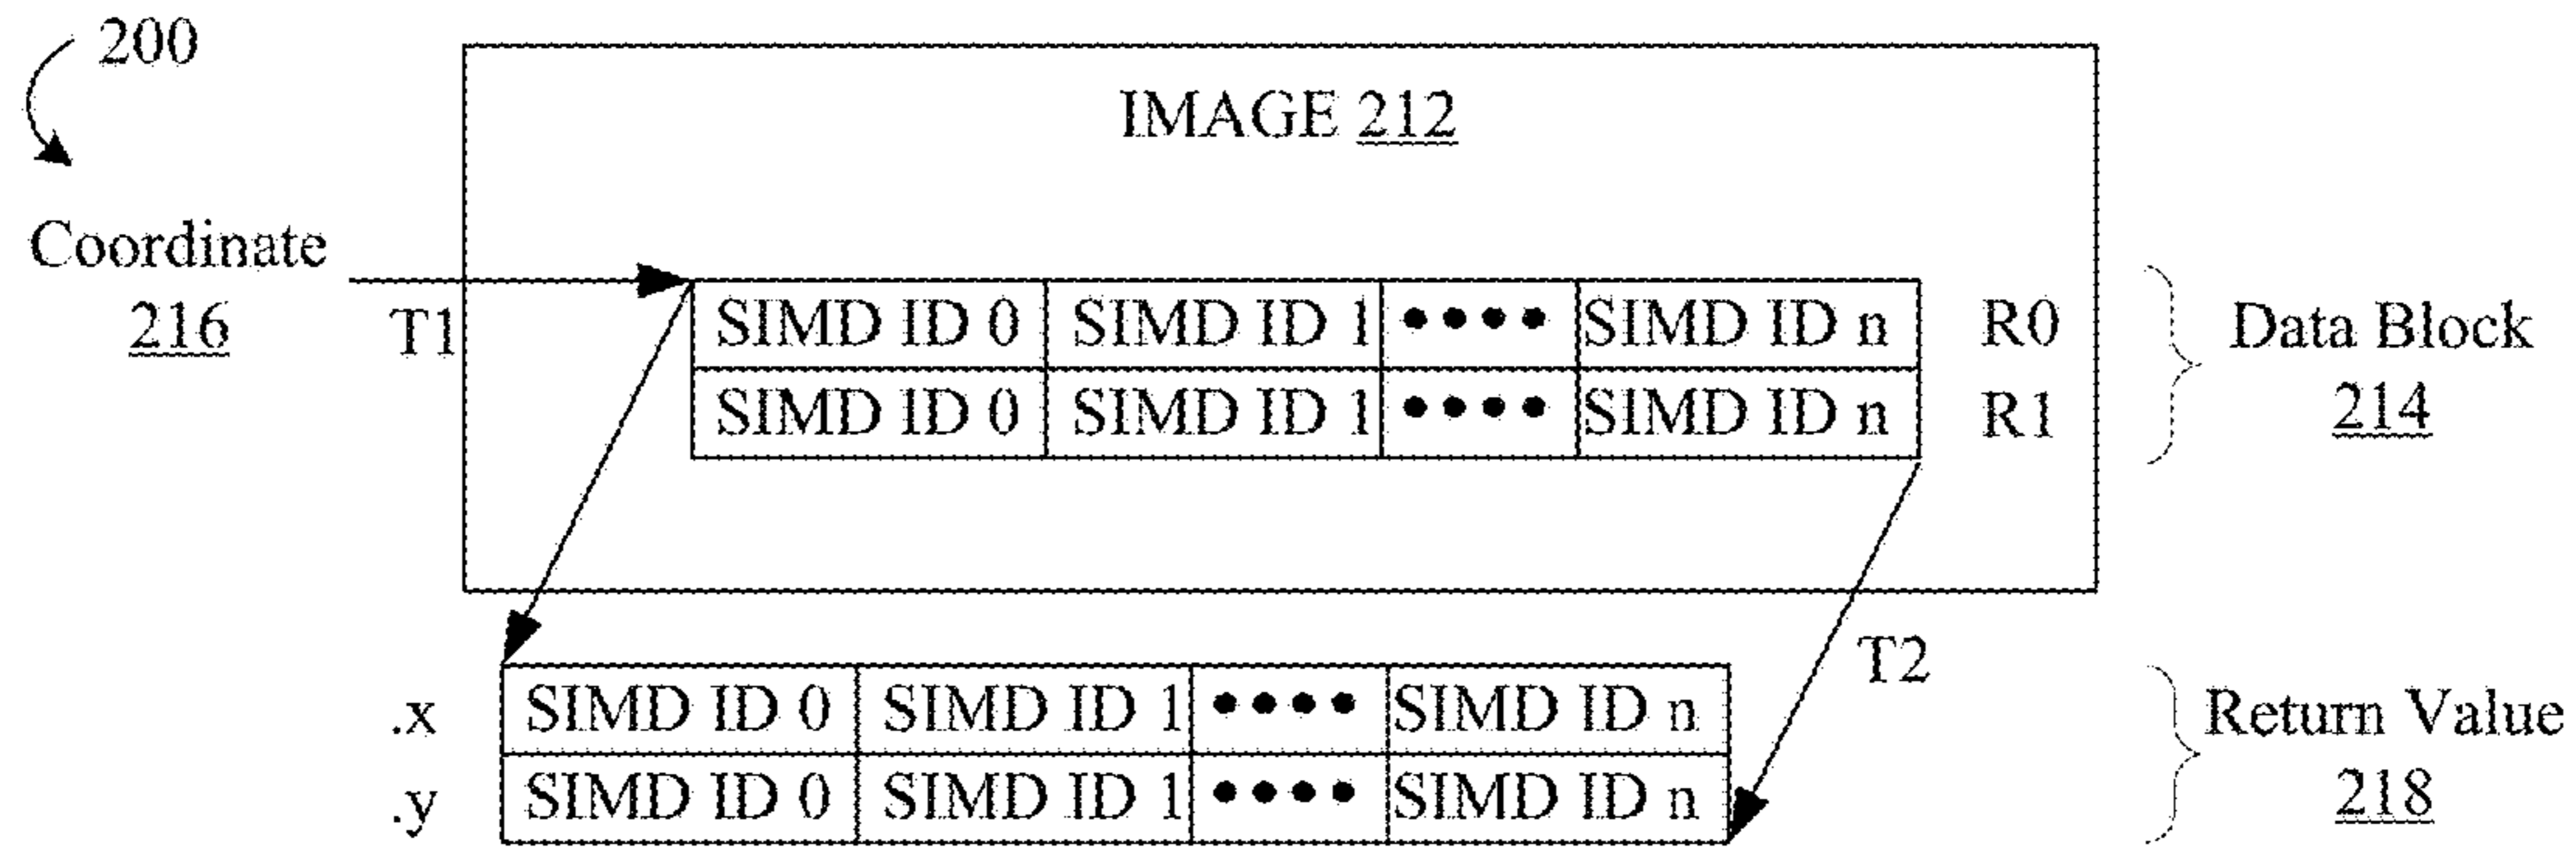 200
IMAGE 212
Coordinate
216
T1
SIMD ID 0 SIMD ID 1 •••• SIMD ID n R0
SIMD ID 0 SIMD ID 1 •••• SIMD ID n R1
Data Block
214
T2
.x SIMD ID 0 SIMD ID 1 •••• SIMD ID n
.y SIMD ID 0 SIMD ID 1 •••• SIMD ID n
Return Value
218